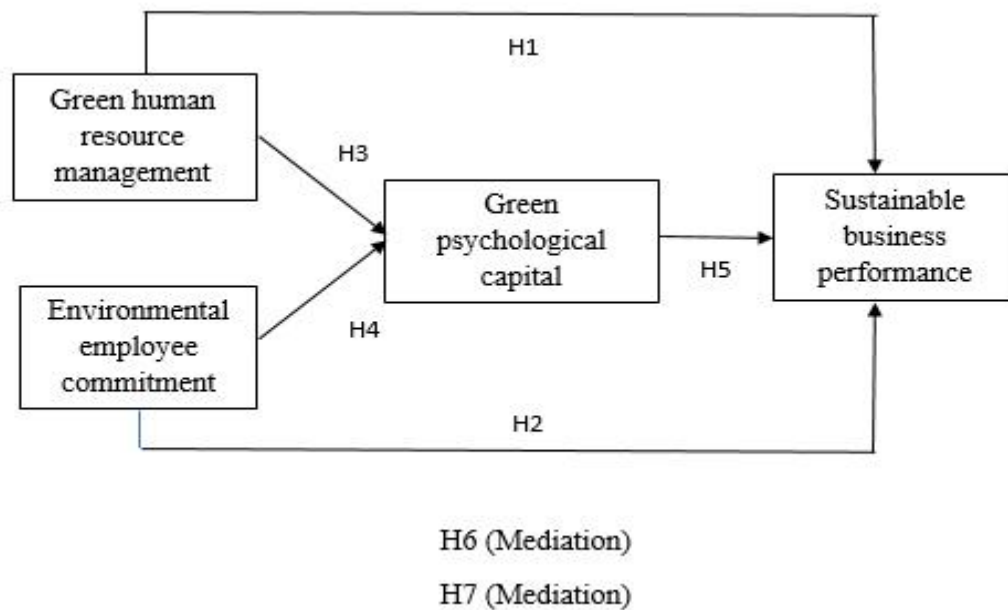 H1
Green human
resource
management
H3
Green
psychological
capital
Sustainable
business
performance
H5
Environmental
employee
commitment
H4
H2
H6 (Mediation)
H7 (Mediation)